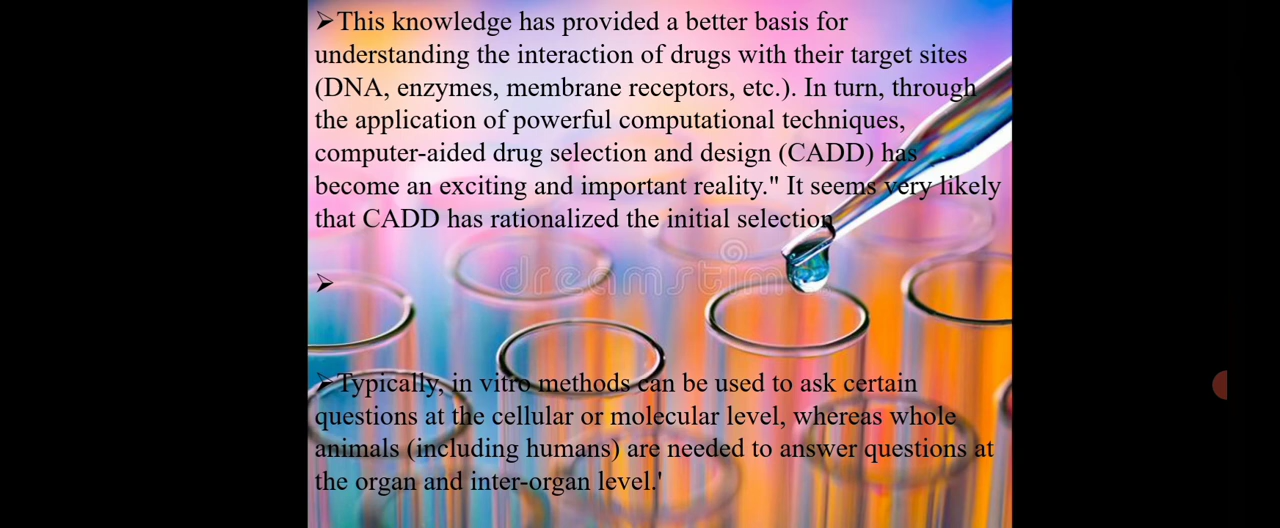 ➢This knowledge has provided a better basis for
understanding the interaction of drugs with their target sites
(DNA, enzymes, membrane receptors, etc.). In turn, through
the application of powerful computational techniques,
computer-aided drug selection and design (CADD) has
become an exciting and important reality." It seems very likely
that CADD has rationalized the initial selection
dreamstime
➢
➢Typically, in vitro methods can be used to ask certain
questions at the cellular or molecular level, whereas whole
animals (including humans) are needed to answer questions at
the organ and inter-organ level.'